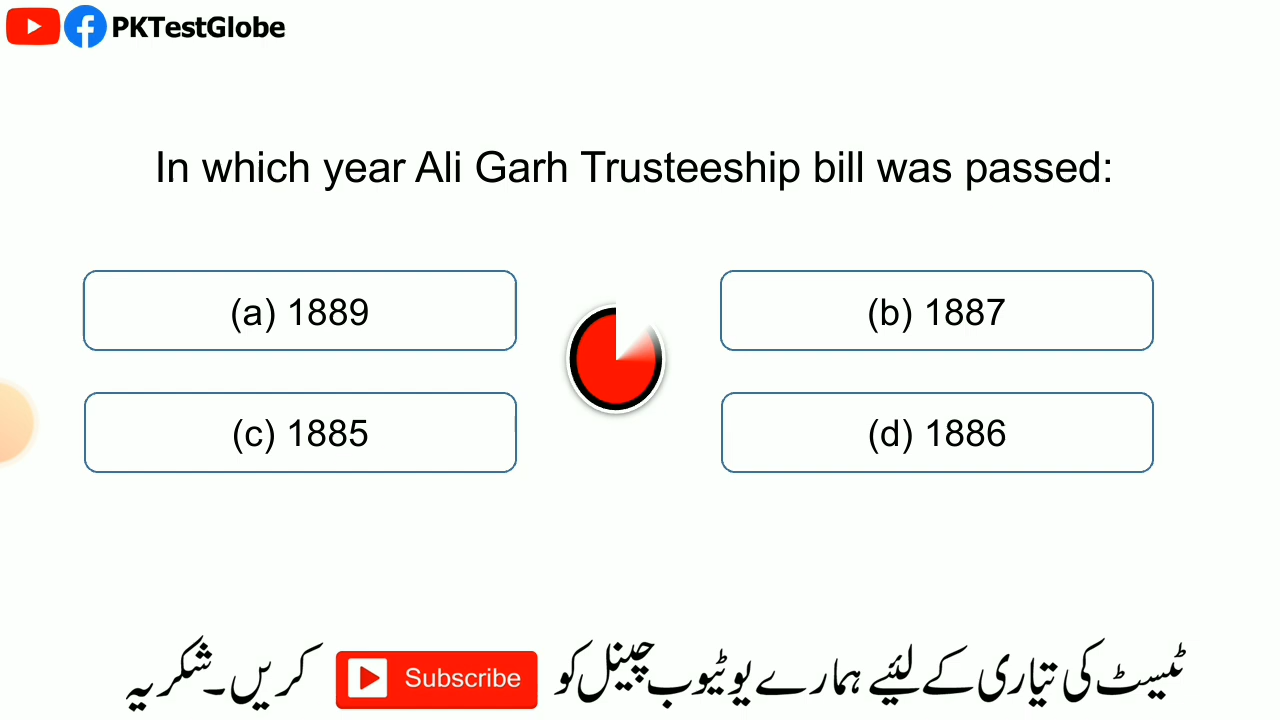 PKTestGlobe
In which year Ali Garh Trusteeship bill was passed:
(a) 1889
(b) 1887
(c) 1885
(d) 1886
ٹیسٹ کی تیاری کے لیئے ہمارے یوٹیوب چینل کو Subscribe کریں۔ شکریہ